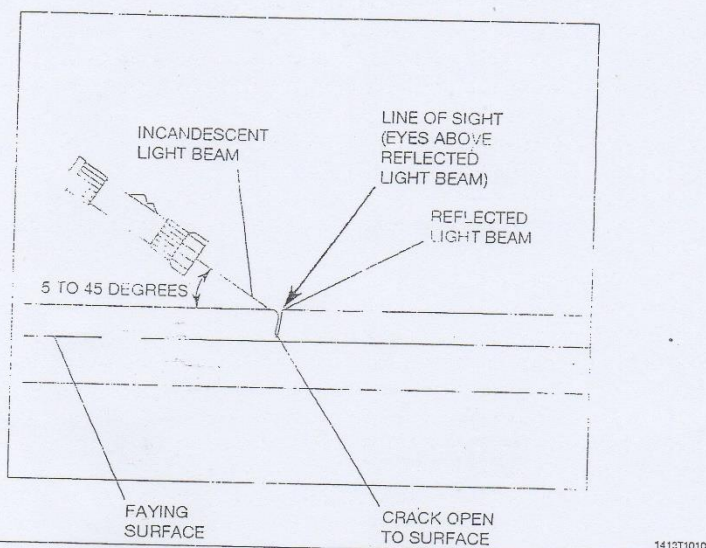 INCANDESCENT
LIGHT BEAM
LINE OF SIGHT
(EYES ABOVE
REFLECTED
LIGHT BEAM)
REFLECTED
LIGHT BEAM
5 TO 45 DEGREES
FAYING
SURFACE
CRACK OPEN
TO SURFACE
1412T1010